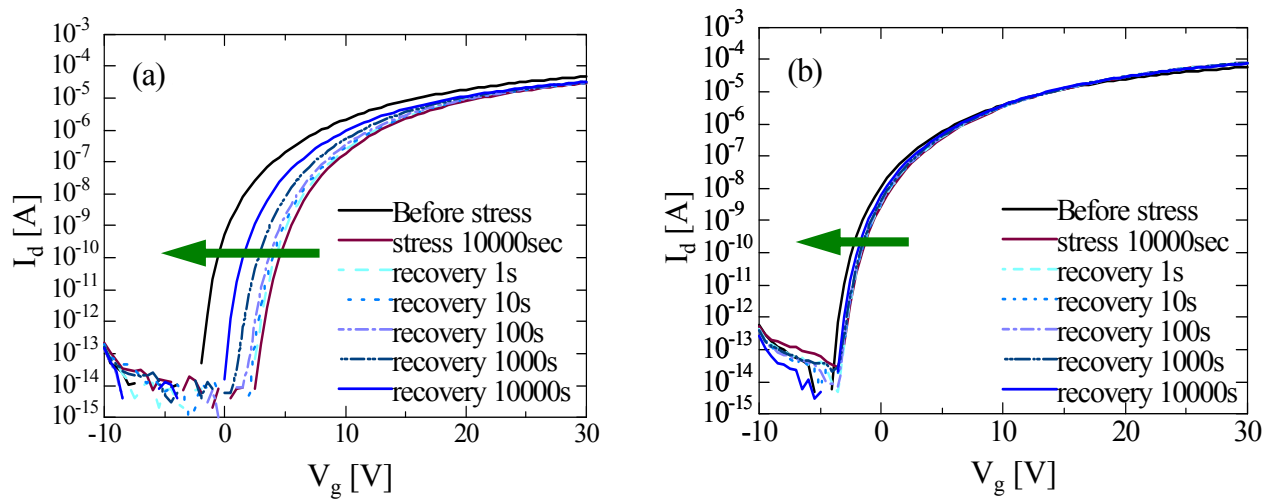 (a)
I_d [A]
10^-3
10^-4
10^-5
10^-6
10^-7
10^-8
10^-9
10^-10
10^-11
10^-12
10^-13
10^-14
10^-15
-10
0
10
20
30
V_g [V]
Before stress
stress 10000sec
recovery 1s
recovery 10s
recovery 100s
recovery 1000s
recovery 10000s
(b)
I_d [A]
10^-3
10^-4
10^-5
10^-6
10^-7
10^-8
10^-9
10^-10
10^-11
10^-12
10^-13
10^-14
10^-15
-10
0
10
20
30
V_g [V]
Before stress
stress 10000sec
recovery 1s
recovery 10s
recovery 100s
recovery 1000s
recovery 10000s